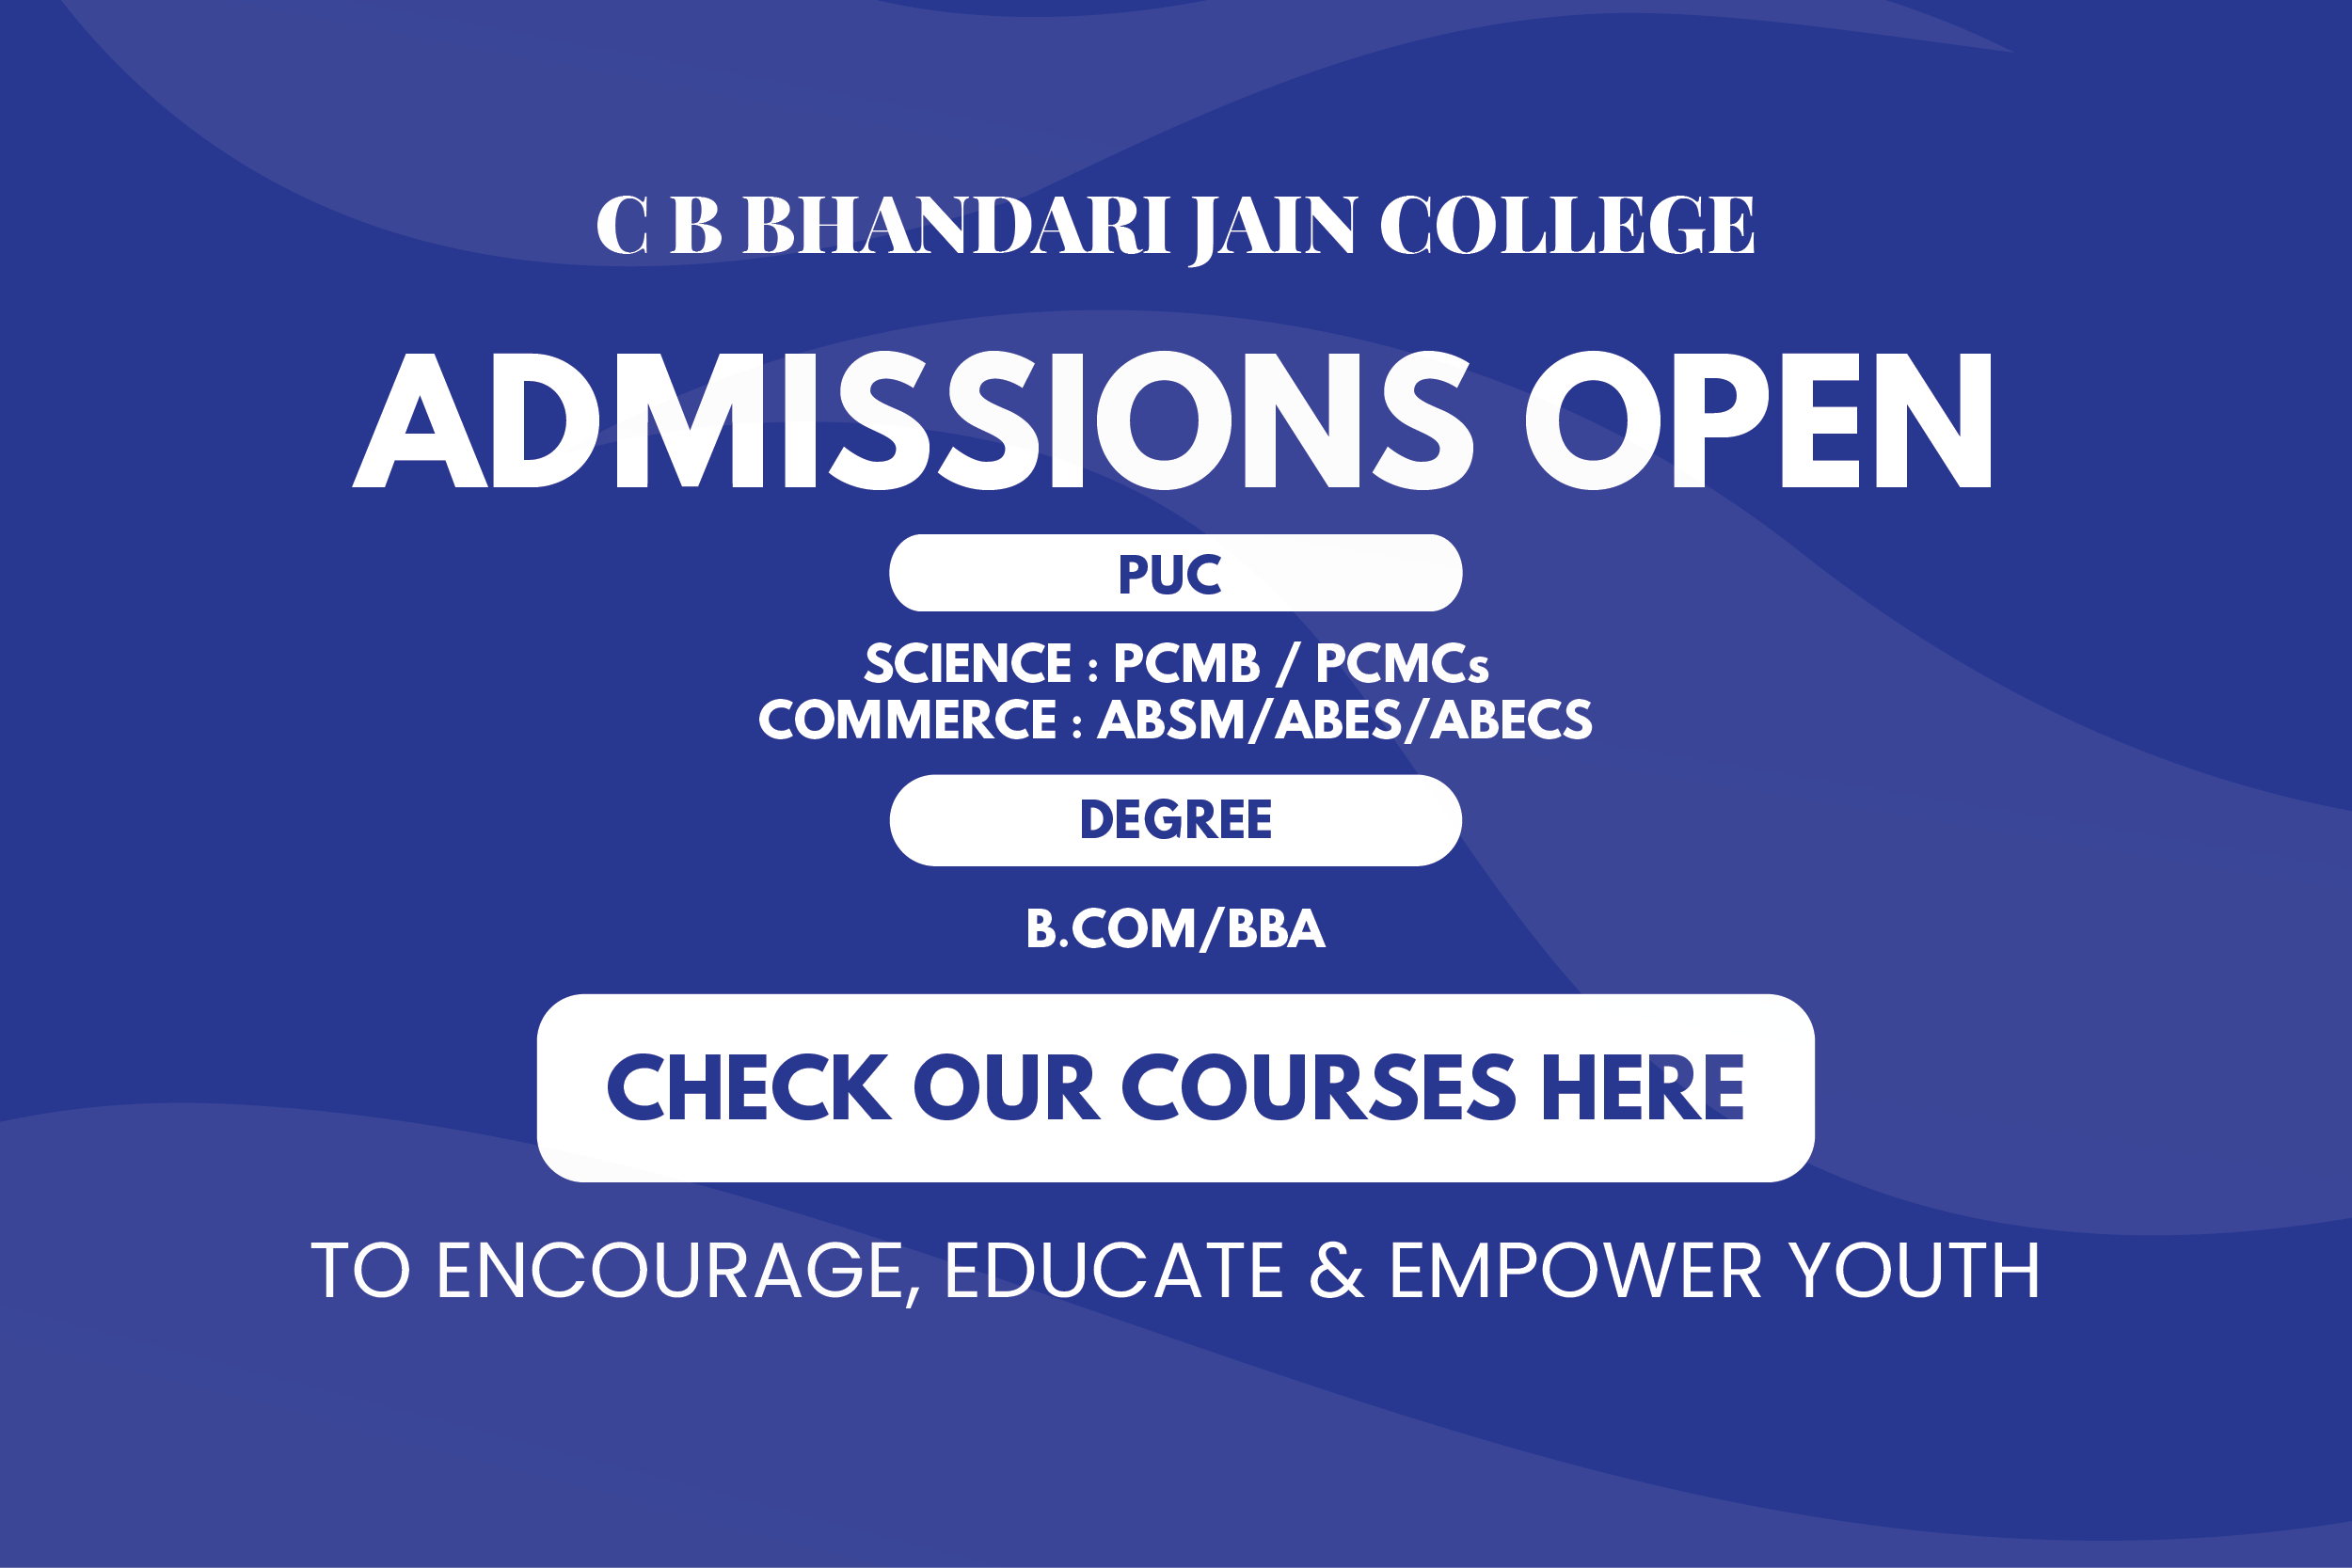 C B BHANDARI JAIN COLLEGE
ADMISSIONS OPEN
PUC
SCIENCE : PCMB / PCMCs
COMMERCE : ABSM/ABES/ABECS
DEGREE
B.COM/BBA
CHECK OUR COURSES HERE
TO ENCOURAGE, EDUCATE & EMPOWER YOUTH